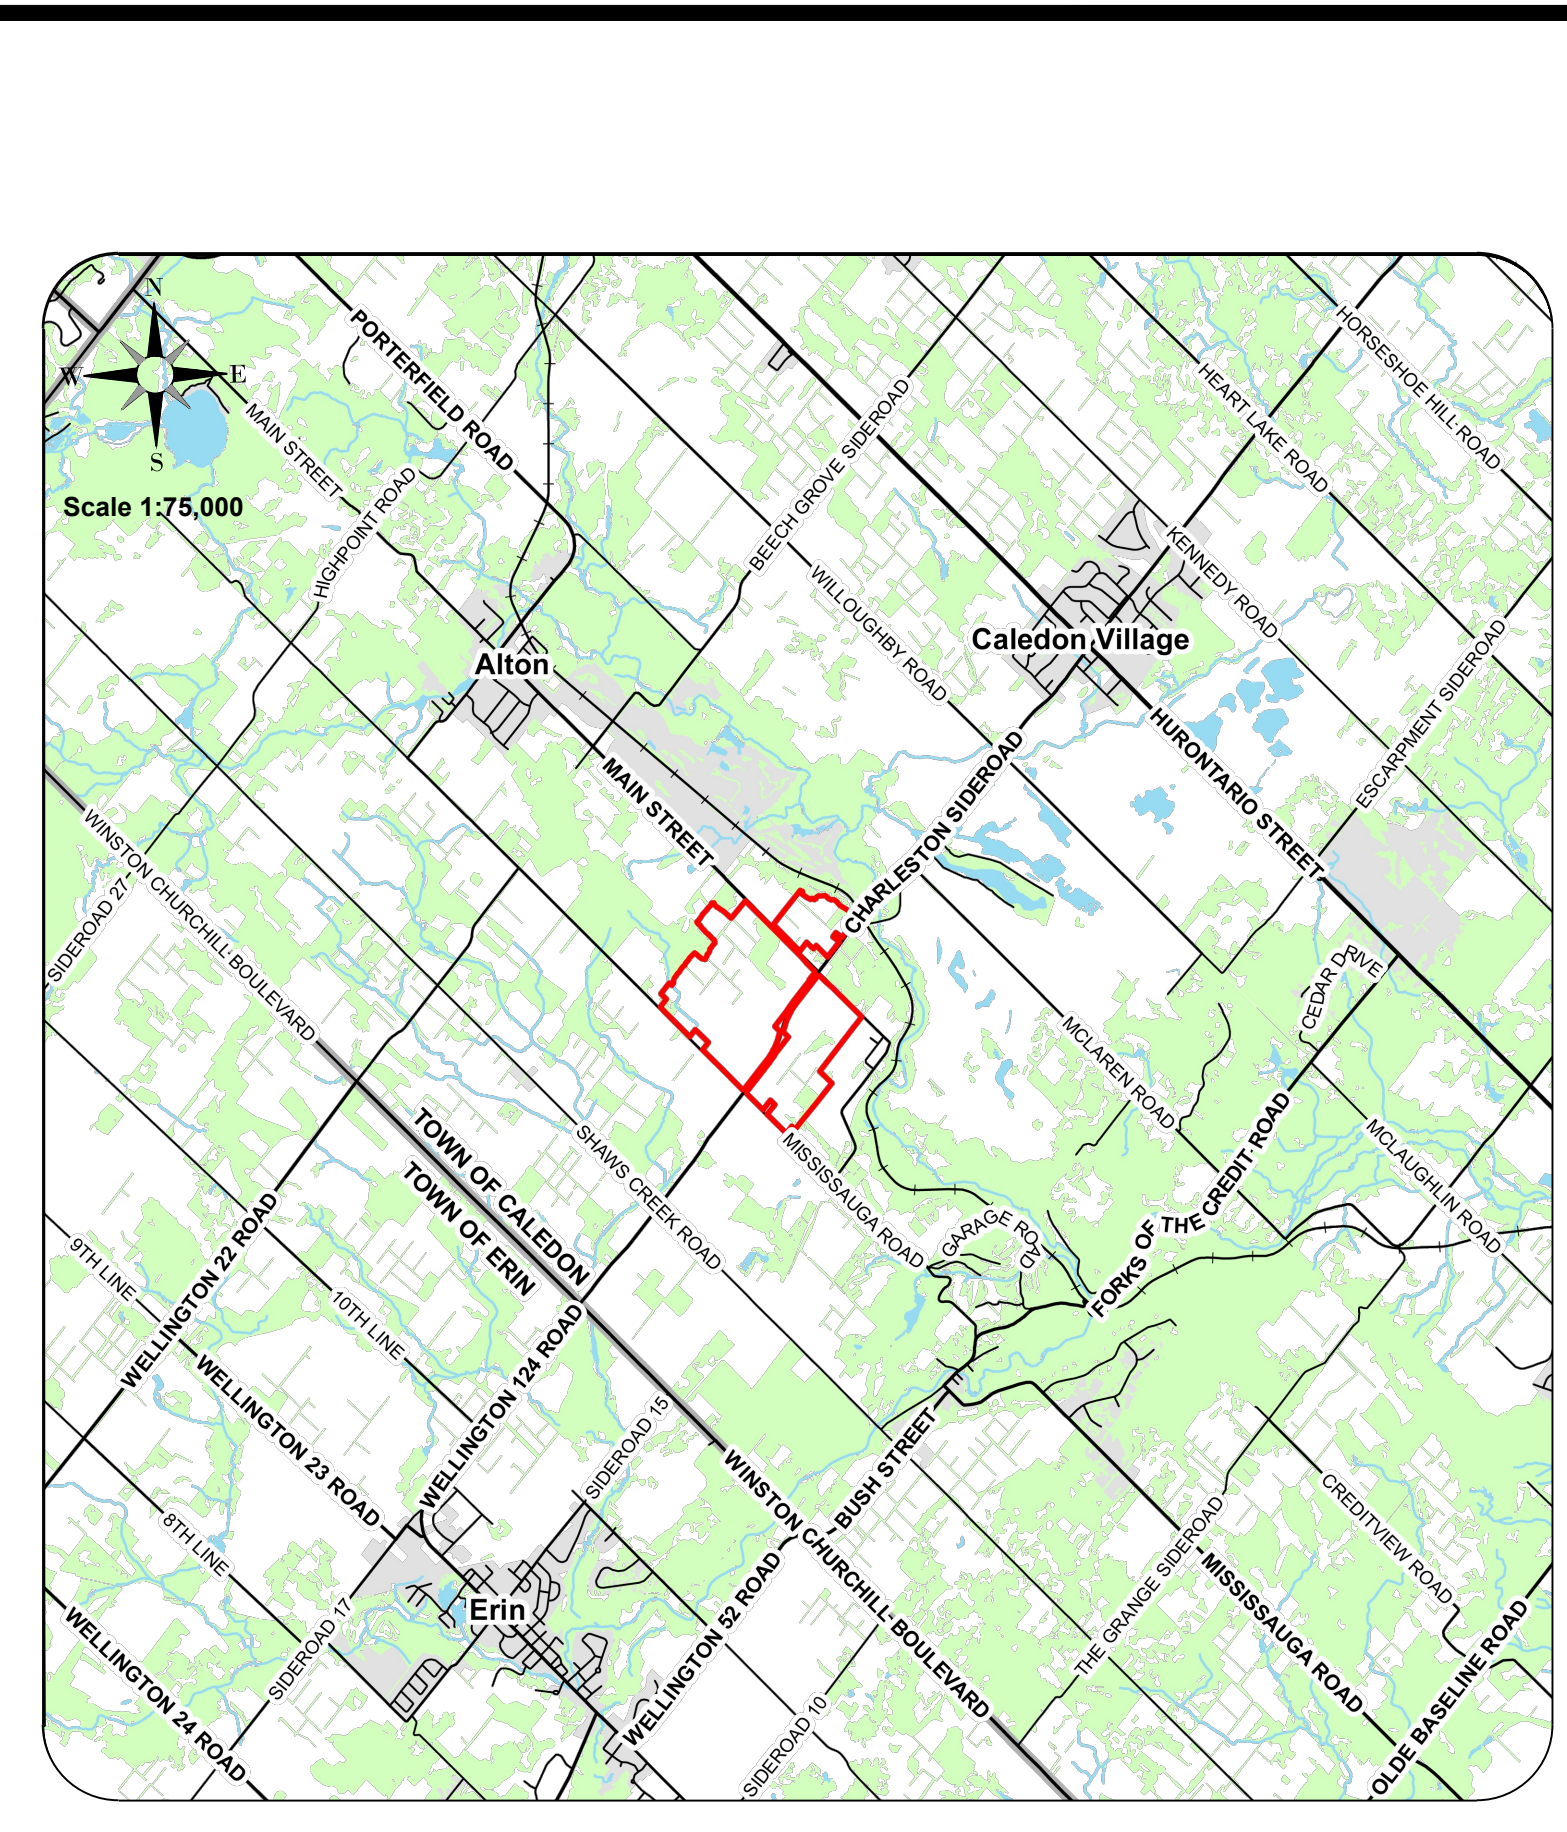 N
W
E
S
Scale 1:75,000
PORTERFIELD ROAD
MAIN STREET
HIGHPOINT ROAD
BEECH GROVE SIDEROAD
HORSESHOE HILL ROAD
HEART LAKE ROAD
KENNEDY ROAD
WILLOUGHBY ROAD
Caledon Village
Alton
ESCARPMENT SIDEROAD
HURONTARIO STREET
CHARLESTON SIDEROAD
MAIN STREET
WINSTON CHURCHILL BOULEVARD
SIDEROAD 27
CEDAR DRIVE
MCLAREN ROAD
MCLAUGHLIN ROAD
TOWN OF CALEDON
TOWN OF ERIN
SHAWS CREEK ROAD
MISSISSAUGA ROAD
GARAGE ROAD
FORKS OF THE CREDIT ROAD
WELLINGTON 22 ROAD
9TH LINE
10TH LINE
WELLINGTON 23 ROAD
WELLINGTON 124 ROAD
SIDEROAD 15
BUSH STREET
WINSTON CHURCHILL BOULEVARD
8TH LINE
CREDITVIEW ROAD
THE GRANGE SIDEROAD
MISSISSAUGA ROAD
Erin
WELLINGTON 52 ROAD
SIDEROAD 17
WELLINGTON 24 ROAD
SIDEROAD 10
OLDE BASELINE ROAD